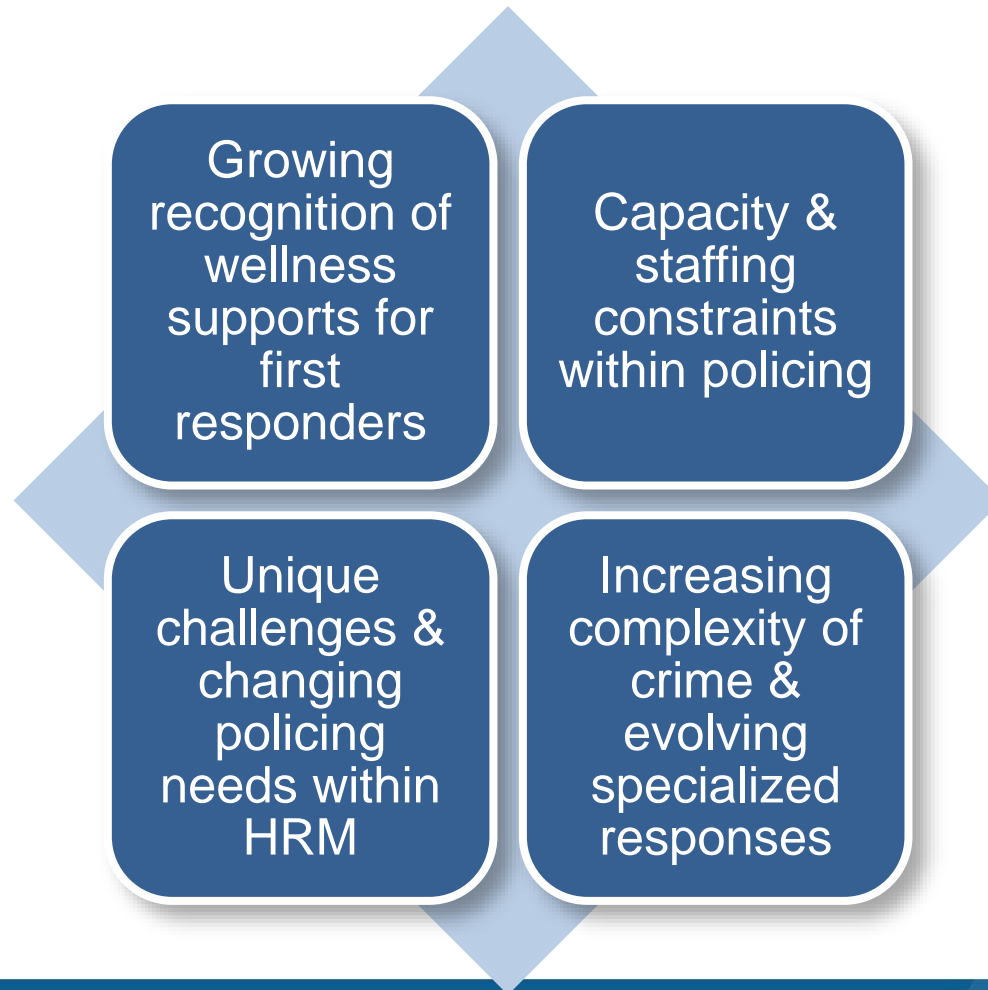 Growing
recognition of
wellness
supports for
first
responders
Capacity &
staffing
constraints
within policing
Unique
challenges &
changing
policing
needs within
HRM
Increasing
complexity of
crime &
evolving
specialized
responses